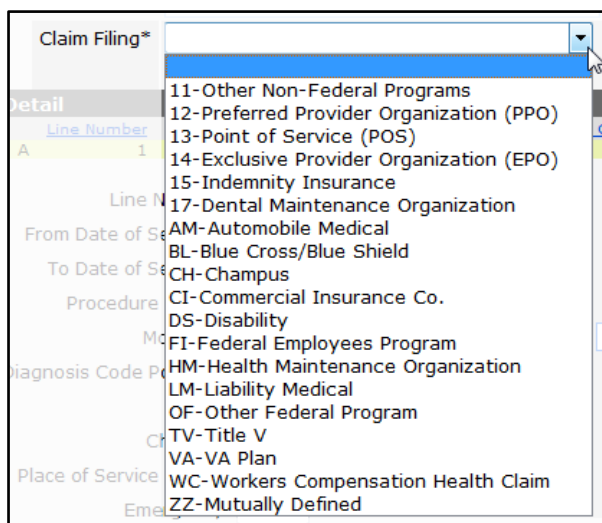 Claim Filing*
11-Other Non-Federal Programs
12-Preferred Provider Organization (PPO)
Detail
13-Point of Service (POS)
Line Number
14-Exclusive Provider Organization (EPO)
A 1
15-Indemnity Insurance
17-Dental Maintenance Organization
Line
AM-Automobile Medical
From Date of
BL-Blue Cross/Blue Shield
To Date of
CH-Champus
CI-Commercial Insurance Co.
Procedure
DS-Disability
FI-Federal Employees Program
HM-Health Maintenance Organization
Diagnosis Code
LM-Liability Medical
OF-Other Federal Program
TV-Title V
VA-VA Plan
Place of Service
WC-Workers Compensation Health Claim
ZZ-Mutually Defined